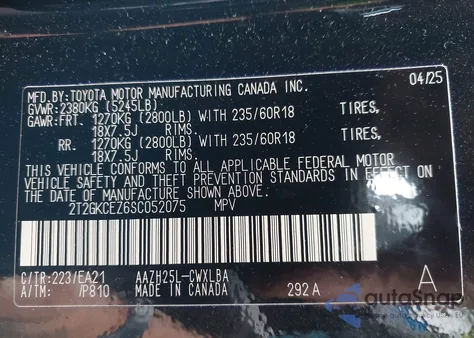 MFD.BY:TOYOTA MOTOR MANUFACTURING CANADA INC. 04/25
GVWR:2380KG (5245LB)
GAWR:FRT. 1270KG (2800LB) WITH 235/60R18 TIRES,
18X7.5J RIMS.
RR. 1270KG (2800LB) WITH 235/60R18 TIRES,
18X7.5J RIMS.
THIS VEHICLE CONFORMS TO ALL APPLICABLE FEDERAL MOTOR
VEHICLE SAFETY AND THEFT PREVENTION STANDARDS IN EFFECT ON
THE DATE OF MANUFACTURE SHOWN ABOVE.
2T2GKCEZ6SC052075 MPV
C/TR:223/EA21 AAZH25L-CWXLBA
A/TM: /P810 MADE IN CANADA 292A A
autoSnap